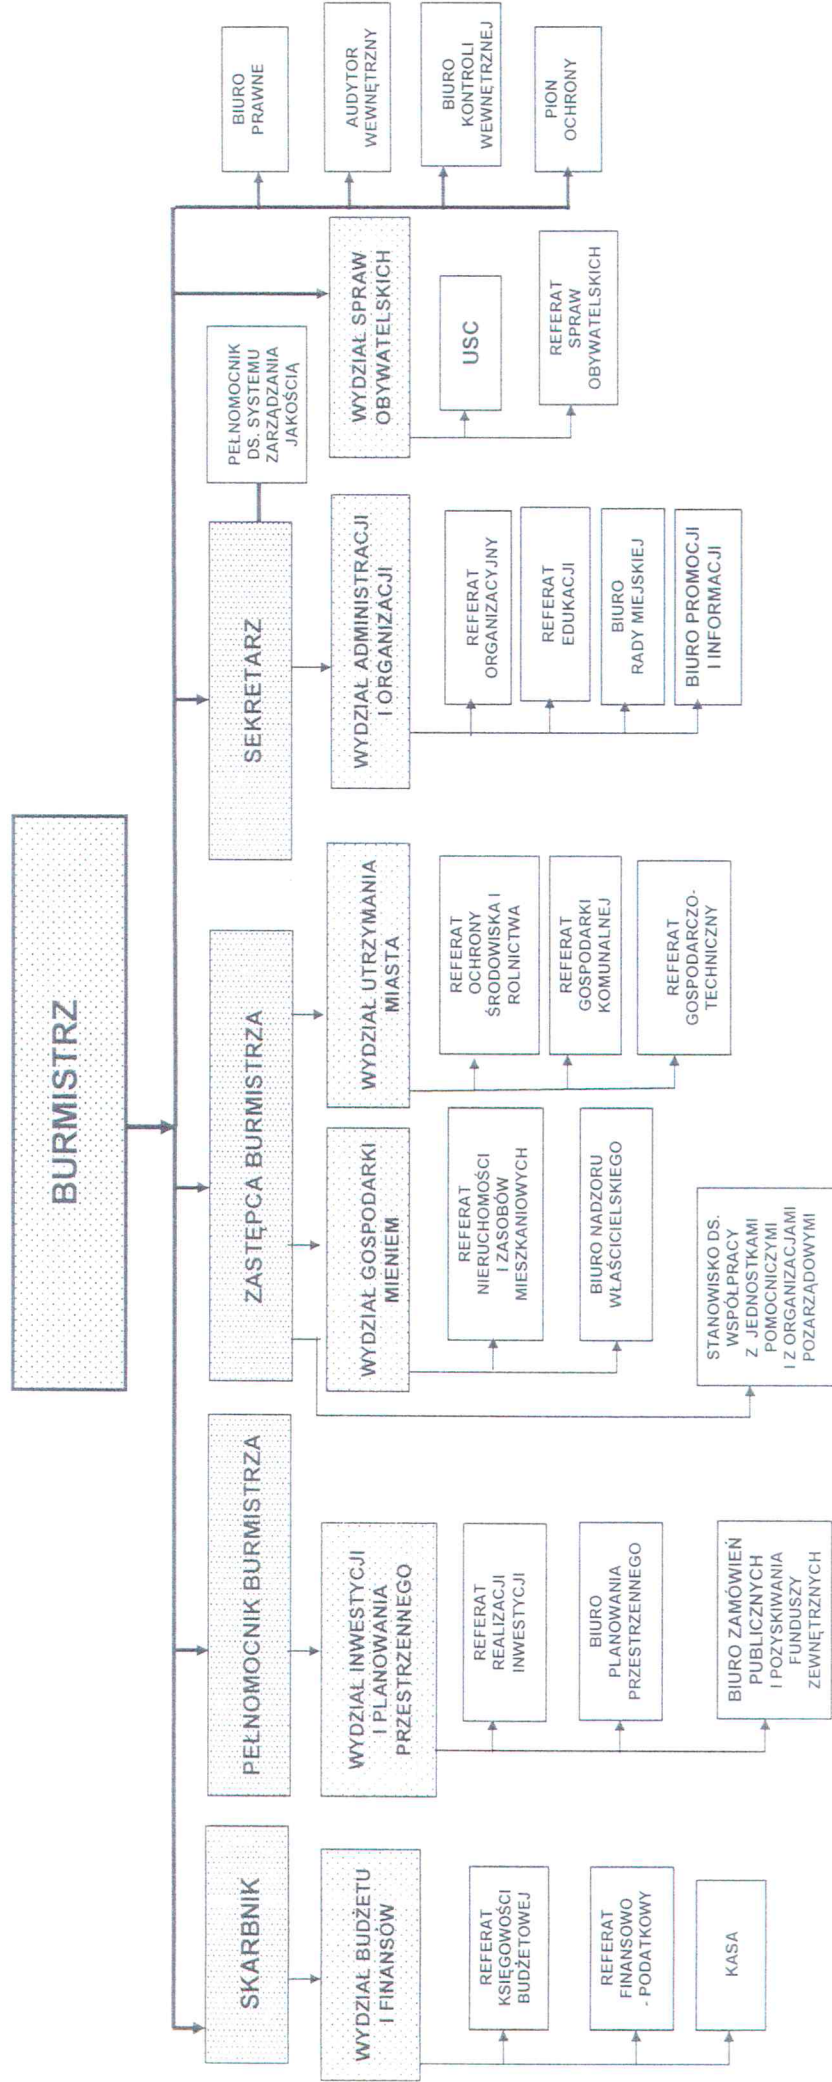 BURMISTRZ
SKARBNIK
PEŁNOMOCNIK BURMISTRZA
ZASTĘPCA BURMISTRZA
SEKRETARZ
PEŁNOMOCNIK
DS. SYSTEMU
ZARZĄDZANIA
JAKOŚCIĄ
BIURO
PRAWNE
AUDYTOR
WEWNĘTRZNY
BIURO
KONTROLI
WEWNĘTRZNEJ
PION
OCHRONY
WYDZIAŁ BUDŻETU
I FINANSÓW
REFERAT
KSIĘGOWOŚCI
BUDŻETOWEJ
REFERAT
FINANSOWO
- PODATKOWY
KASA
WYDZIAŁ INWESTYCJI
I PLANOWANIA
PRZESTRZENNEGO
REFERAT
REALIZACJI
INWESTYCJI
BIURO
PLANOWANIA
PRZESTRZENNEGO
BIURO ZAMÓWIEŃ
PUBLICZNYCH
I POZYSKIWANIA
FUNDUSZY
ZEWNĘTRZNYCH
WYDZIAŁ GOSPODARKI
MIENIEM
REFERAT
NIERUCHOMOŚCI
I ZASOBÓW
MIESZKANIOWYCH
BIURO NADZORU
WŁAŚCICIELSKIEGO
STANOWISKO DS.
WSPÓŁPRACY
Z JEDNOSTKAMI
POMOCNICZYMI
I Z ORGANIZACJAMI
POZARZĄDOWYMI
WYDZIAŁ UTRZYMANIA
MIASTA
REFERAT
OCHRONY
ŚRODOWISKA I
ROLNICTWA
REFERAT
GOSPODARKI
KOMUNALNEJ
REFERAT
GOSPODARCZO-
TECHNICZNY
WYDZIAŁ ADMINISTRACJI
I ORGANIZACJI
REFERAT
ORGANIZACYJNY
REFERAT
EDUKACJI
BIURO
RADY MIEJSKIEJ
BIURO PROMOCJI
I INFORMACJI
WYDZIAŁ SPRAW
OBYWATELSKICH
USC
REFERAT
SPRAW
OBYWATELSKICH